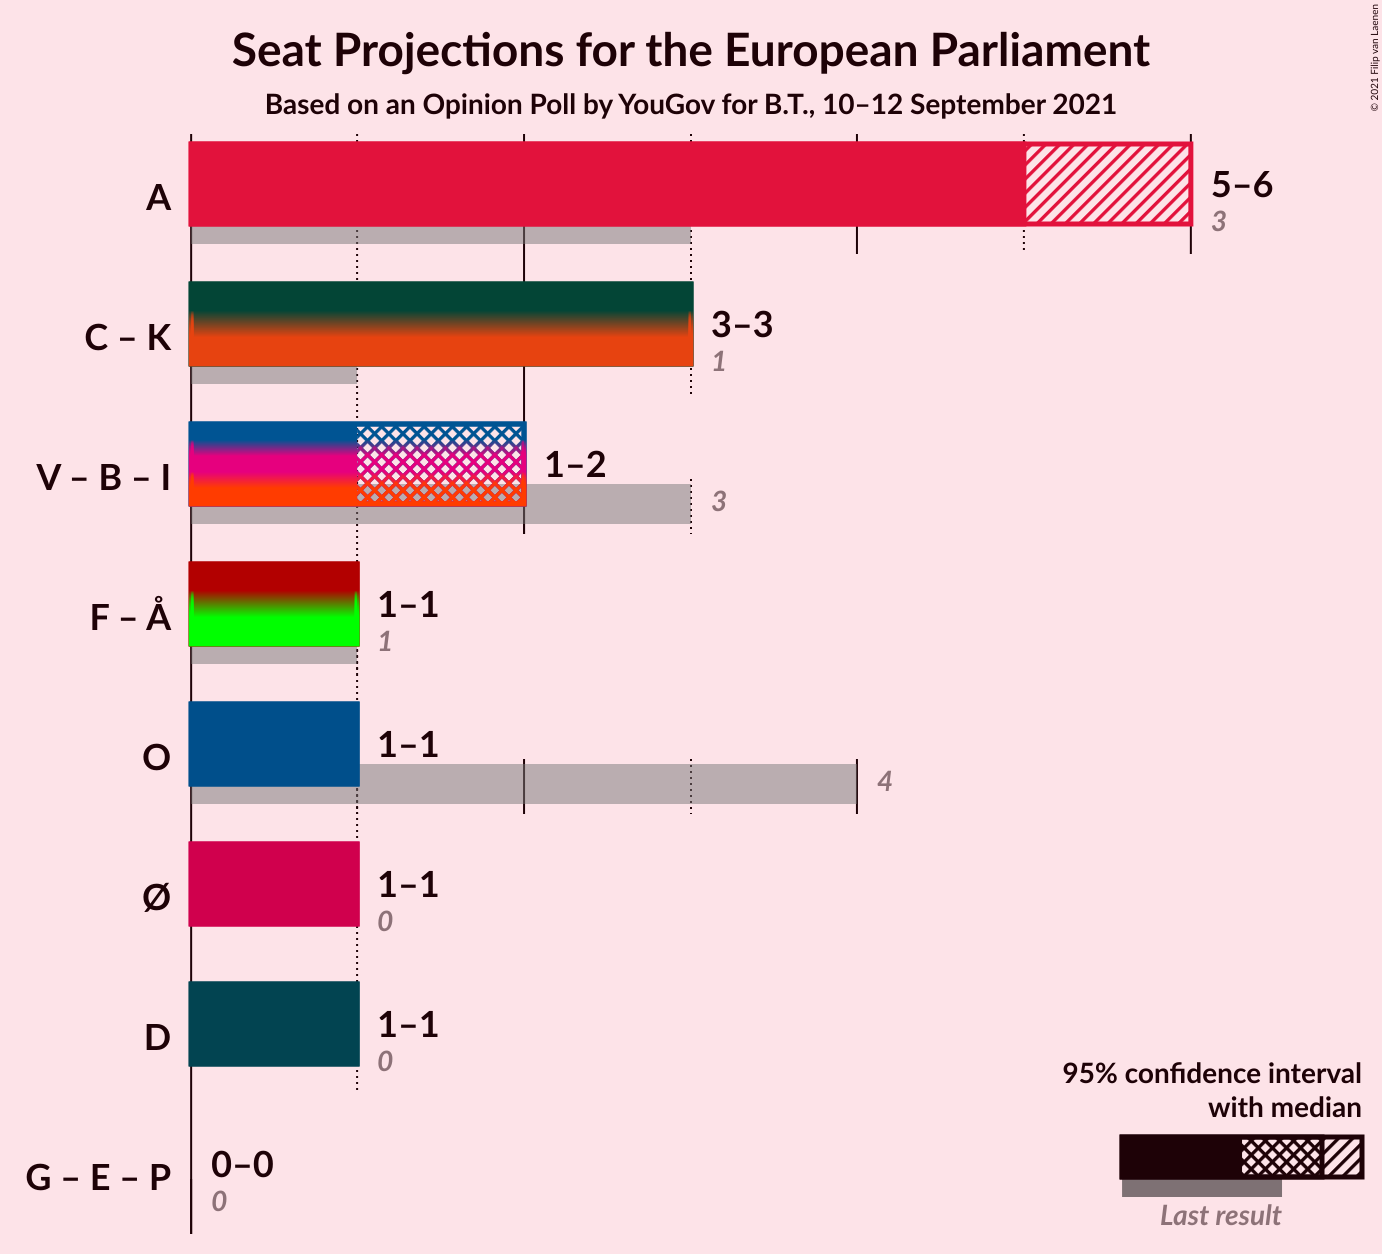 Seat Projections for the European Parliament
Based on an Opinion Poll by YouGov for B.T., 10–12 September 2021
© 2021 Filip van Laenen
A
5–6
3
C – K
3–3
1
V – B – I
1–2
3
F – Å
1–1
1
O
1–1
4
Ø
1–1
0
D
1–1
0
G – E – P
0–0
0
95% confidence interval
with median
Last result